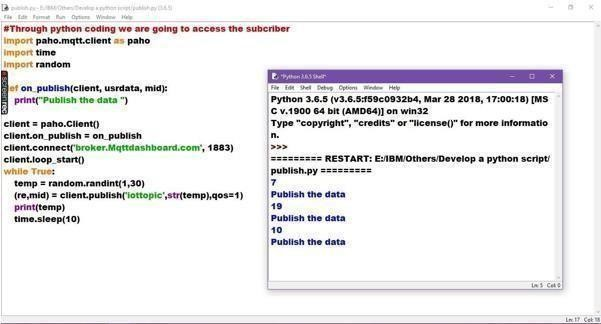 publish.py - E:/IBM/Others/Develop a python script/publish.py (3.6.5)
File Edit Format Run Options Window Help
#Through python coding we are going to access the subcriber
import paho.mqtt.client as paho
import time
import random
def on_publish(client, usrdata, mid):
print("Publish the data ")
client = paho.Client()
client.on_publish = on_publish
client.connect('broker.Mqttdashboard.com', 1883)
client.loop_start()
while True:
temp = random.randint(1,30)
(re,mid) = client.publish('iottopic',str(temp),qos=1)
print(temp)
time.sleep(10)
*Python 3.6.5 Shell*
File Edit Shell Debug Options Window Help
Python 3.6.5 (v3.6.5:f59c0932b4, Mar 28 2018, 17:00:18) [MS
C v.1900 64 bit (AMD64)] on win32
Type "copyright", "credits" or "license()" for more informatio
n.
>>>
========= RESTART: E:/IBM/Others/Develop a python script/
publish.py =========
7
Publish the data
19
Publish the data
10
Publish the data
Ln: 5 Col: 0
Ln: 17 Col: 18